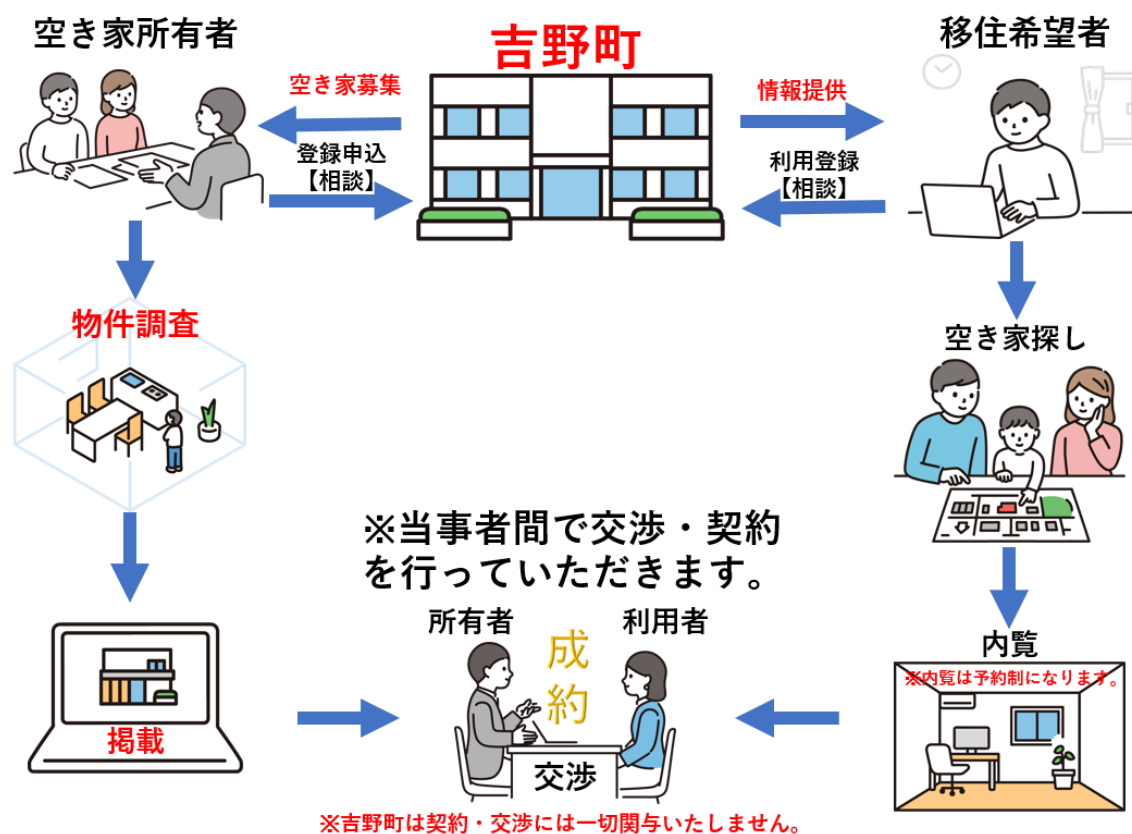 空き家所有者
吉野町
移住希望者
空き家募集
登録申込
【相談】
情報提供
利用登録
【相談】
物件調査
空き家探し
※当事者間で交渉・契約
を行っていただきます。
所有者
利用者
成
約
交渉
内覧
※内覧は予約制になります。
掲載
※吉野町は契約・交渉には一切関与いたしません。